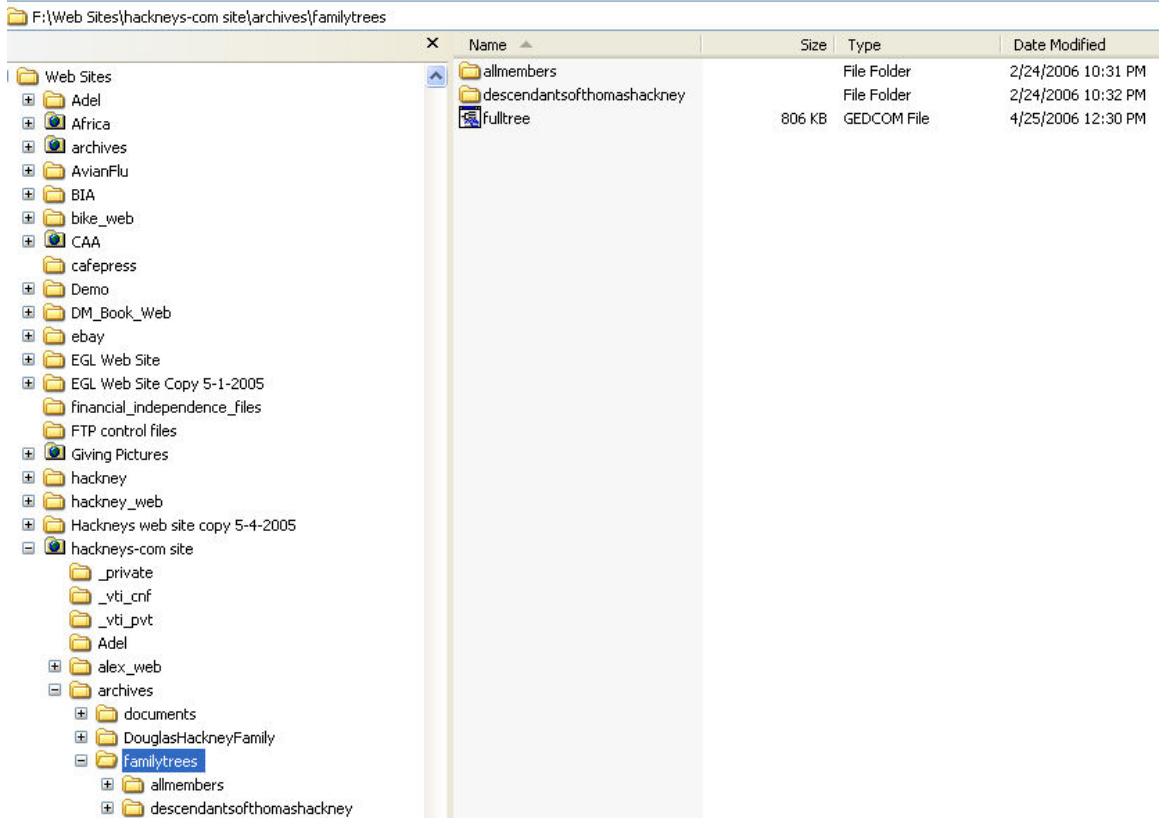 F:\Web Sites\hackneys-com site\archives\familytrees
Name Size Type Date Modified
allmembers File Folder 2/24/2006 10:31 PM
descendantsofthomashackney File Folder 2/24/2006 10:32 PM
fulltree 806 KB GEDCOM File 4/25/2006 12:30 PM
Web Sites
Adel
Africa
archives
AvianFlu
BIA
bike_web
CAA
cafepress
Demo
DM_Book_Web
ebay
EGL Web Site
EGL Web Site Copy 5-1-2005
financial_independence_files
FTP control files
Giving Pictures
hackney
hackney_web
Hackneys web site copy 5-4-2005
hackneys-com site
_private
_vti_cnf
_vti_pvt
Adel
alex_web
archives
documents
DouglasHackneyFamily
familytrees
allmembers
descendantsofthomashackney